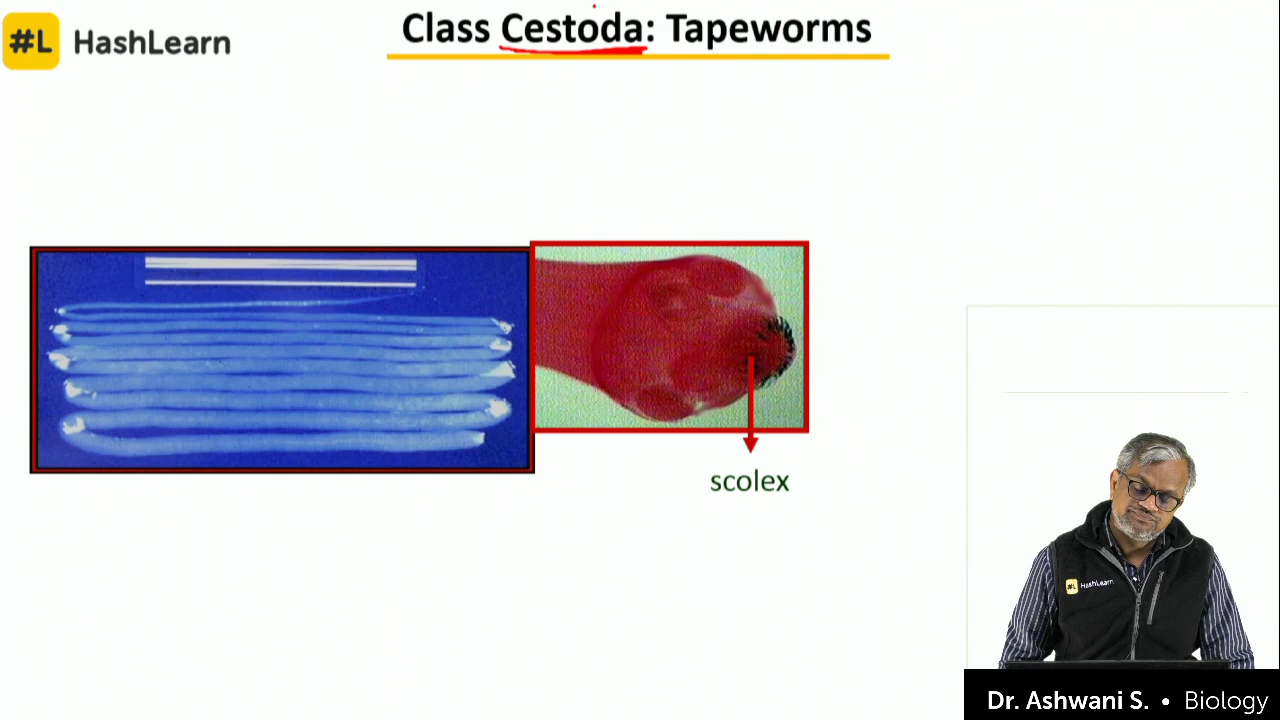 #L HashLearn
Class Cestoda: Tapeworms
scolex
#L HashLearn
Dr. Ashwani S. • Biology